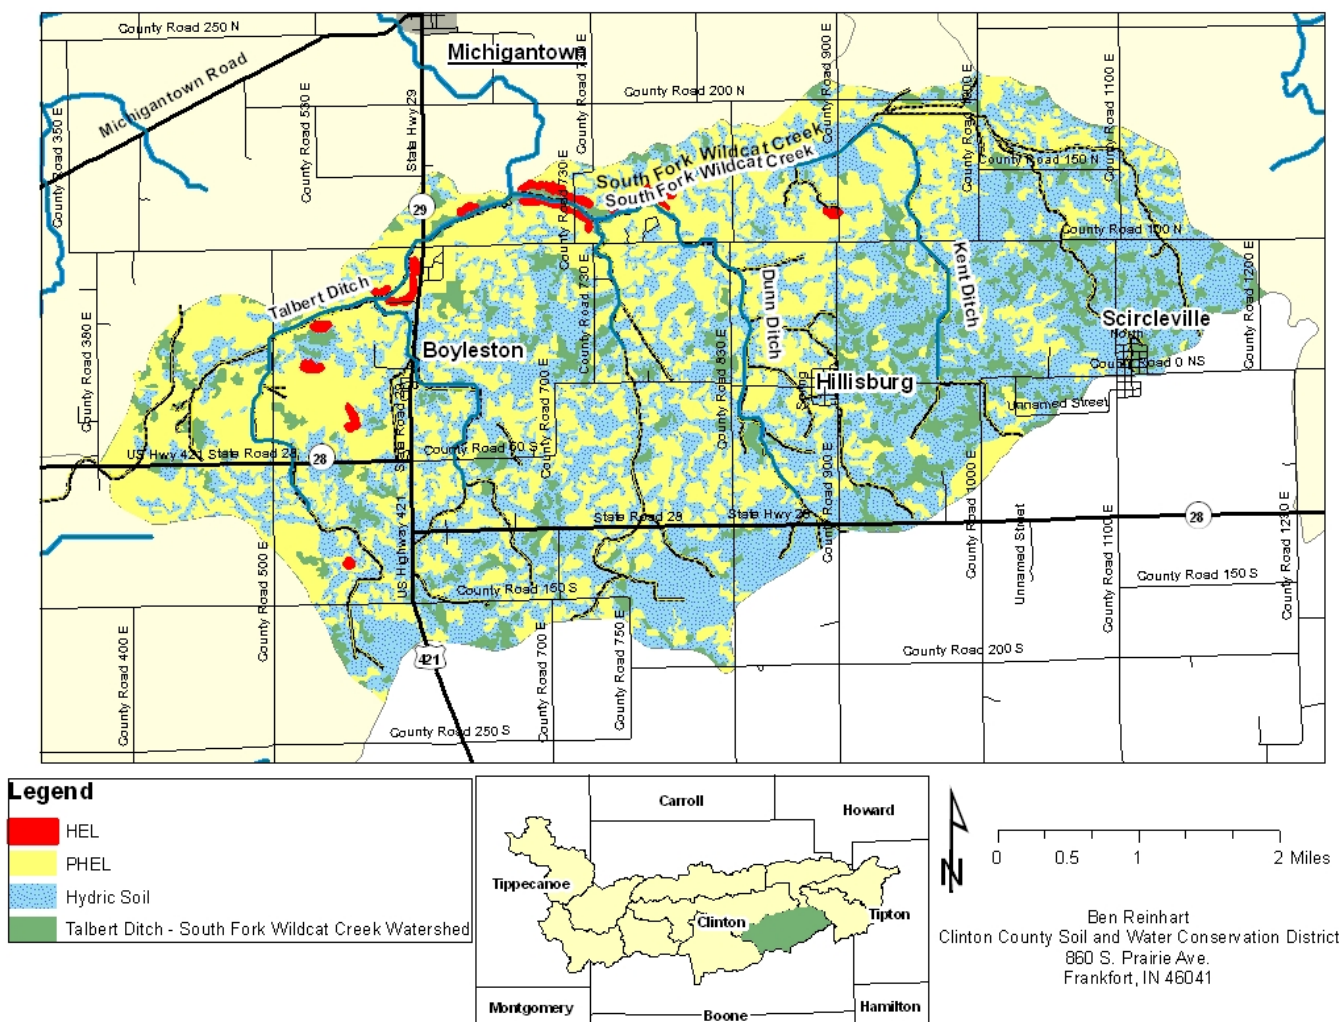 County Road 250 N
Michigantown
Michigantown Road
County Road 350 E
County Road 530 E
State Hwy 29
County Road 730 E
County Road 200 N
County Road 900 E
County Road 1100 E
County Road 150 N
South Fork Wildcat Creek
South Fork Wildcat Creek
County Road 730 E
29
County Road 100 N
County Road 1200 E
Kent Ditch
Dunn Ditch
Talbert Ditch
County Road 730 E
County Road 380 E
Scircleville
Boyleston
County Road 0 NS
County Road 700 E
County Road 830 E
Hillisburg
Unnamed Street
US Hwy 421 State Road 28
28
State Road 29
County Road 50 S
County Road 900 E
County Road 1000 E
State Road 28
State Hwy 28
Unnamed Street
County Road 1100 E
28
County Road 1230 E
US Highway 421
County Road 500 E
County Road 150 S
County Road 150 S
County Road 400 E
421
County Road 700 E
County Road 750 E
County Road 200 S
County Road 250 S
Legend
HEL
PHEL
Hydric Soil
Talbert Ditch - South Fork Wildcat Creek Watershed
Carroll
Howard
Tippecanoe
Clinton
Tipton
Montgomery
Boone
Hamilton
N
0 0.5 1 2 Miles
Ben Reinhart
Clinton County Soil and Water Conservation District
860 S. Prairie Ave.
Frankfort, IN 46041